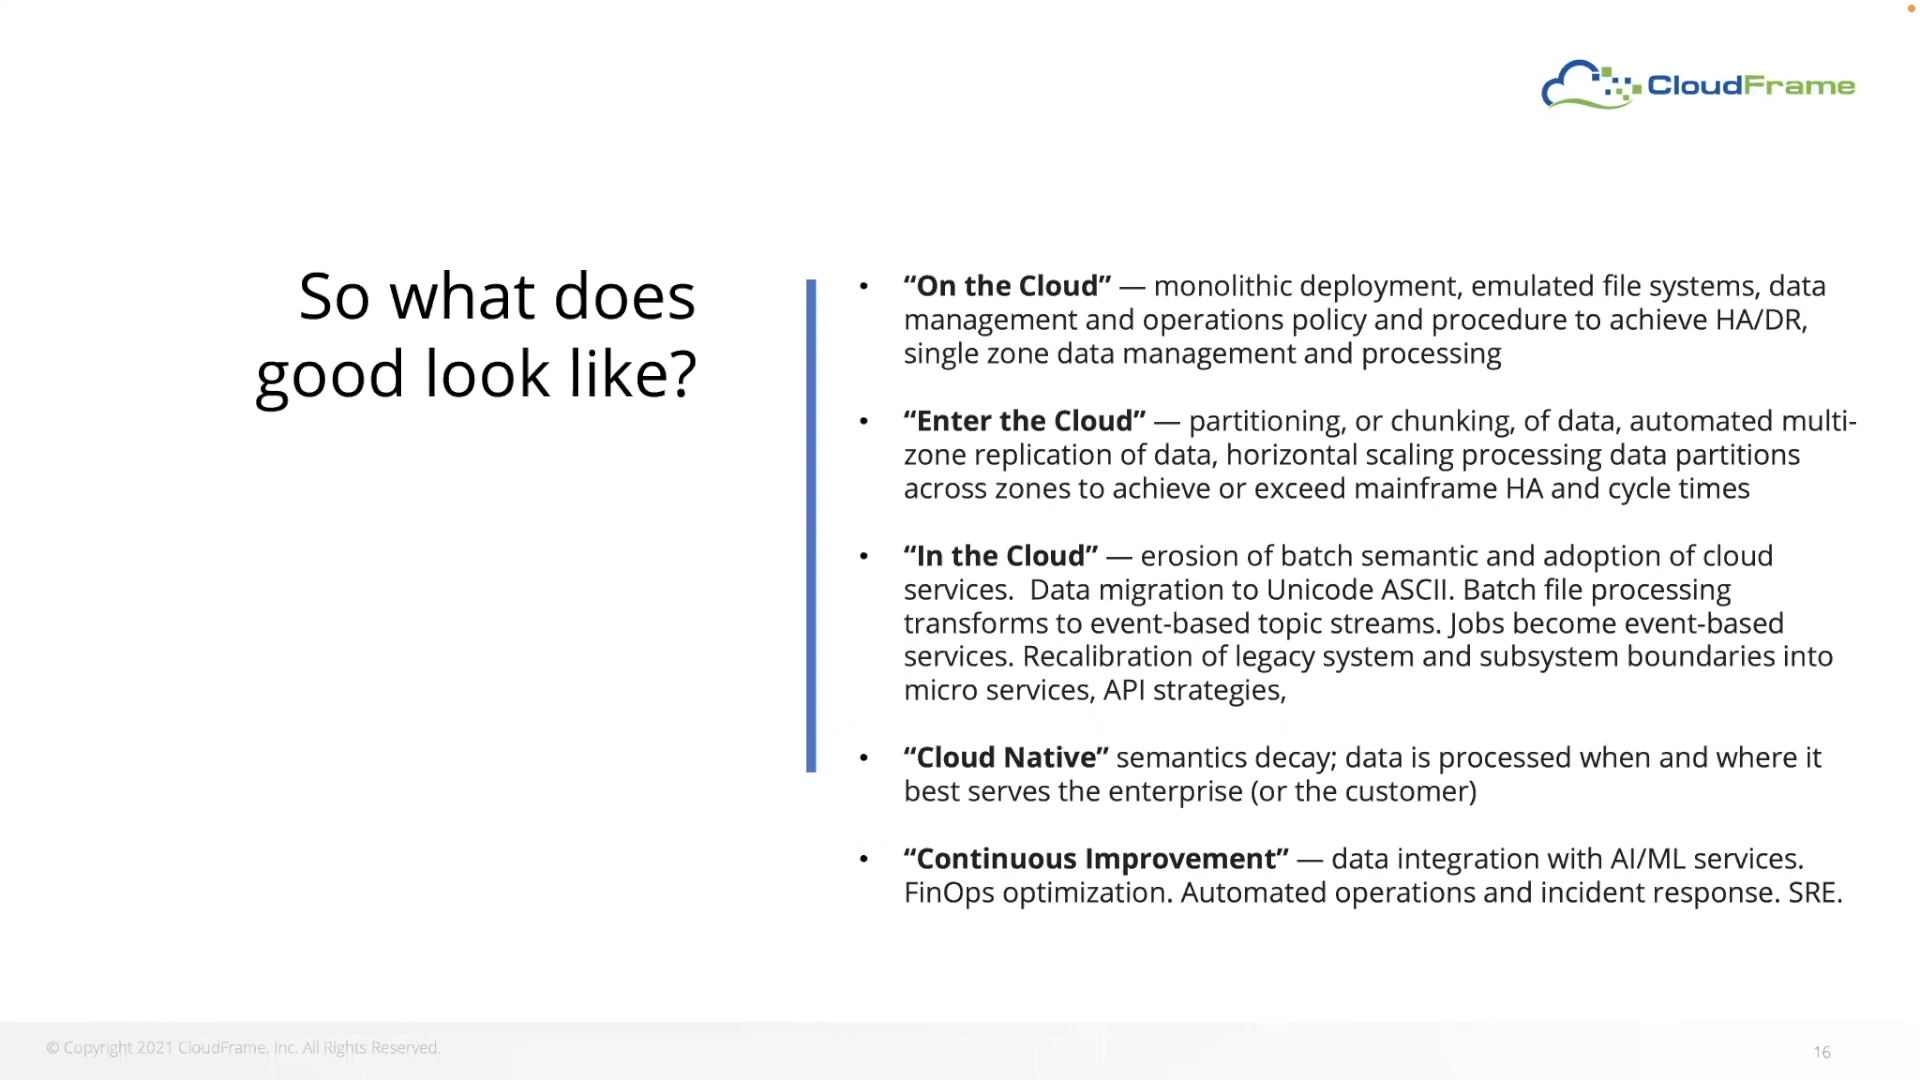 CloudFrame
So what does
good look like?
• “On the Cloud” — monolithic deployment, emulated file systems, data
management and operations policy and procedure to achieve HA/DR,
single zone data management and processing
• “Enter the Cloud” — partitioning, or chunking, of data, automated multi-
zone replication of data, horizontal scaling processing data partitions
across zones to achieve or exceed mainframe HA and cycle times
• “In the Cloud” — erosion of batch semantic and adoption of cloud
services.  Data migration to Unicode ASCII. Batch file processing
transforms to event-based topic streams. Jobs become event-based
services. Recalibration of legacy system and subsystem boundaries into
micro services, API strategies,
• “Cloud Native” semantics decay; data is processed when and where it
best serves the enterprise (or the customer)
• “Continuous Improvement” — data integration with AI/ML services.
FinOps optimization. Automated operations and incident response. SRE.
© Copyright 2021 CloudFrame, Inc. All Rights Reserved.
16